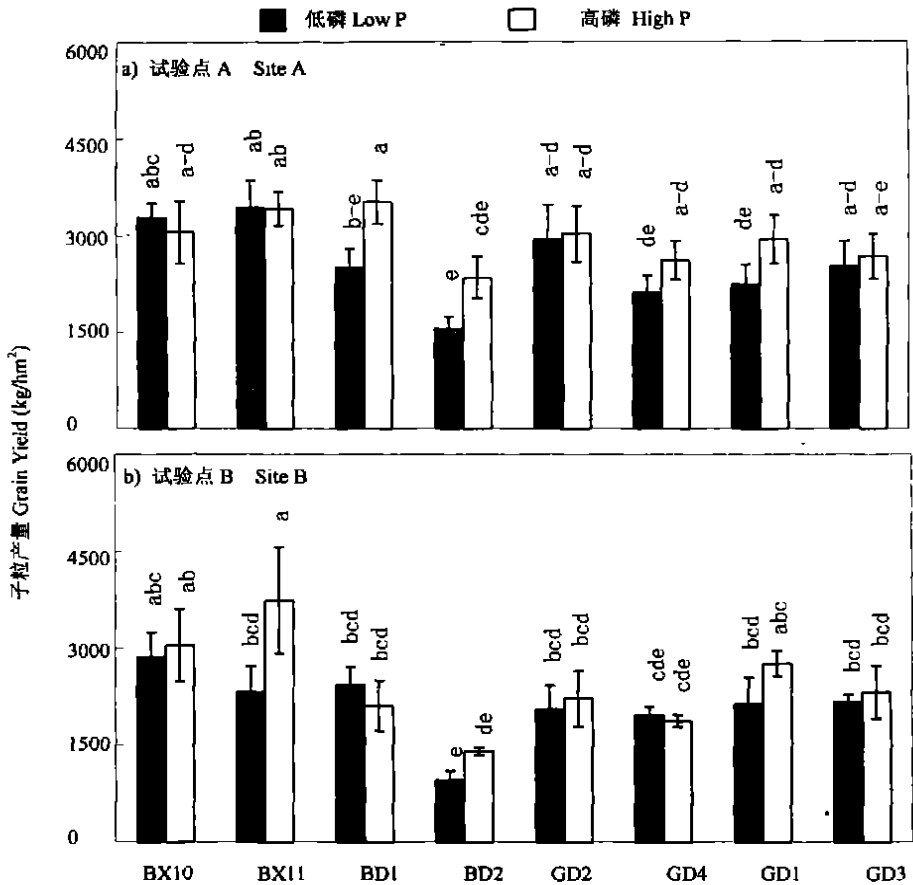 低磷 Low P 高磷 High P
子粒产量 Grain Yield (kg/hm²)
a) 试验点 A Site A
6000
4500
3000
1500
0
abc a-d ab ab b-e a e cde a-d a-d de a-d de a-d a-d a-e
b) 试验点 B Site B
6000
4500
3000
1500
0
abc ab bcd a bcd bcd e de bcd bcd cde cde bcd abc bcd bcd
BX10 BX11 BD1 BD2 GD2 GD4 GD1 GD3